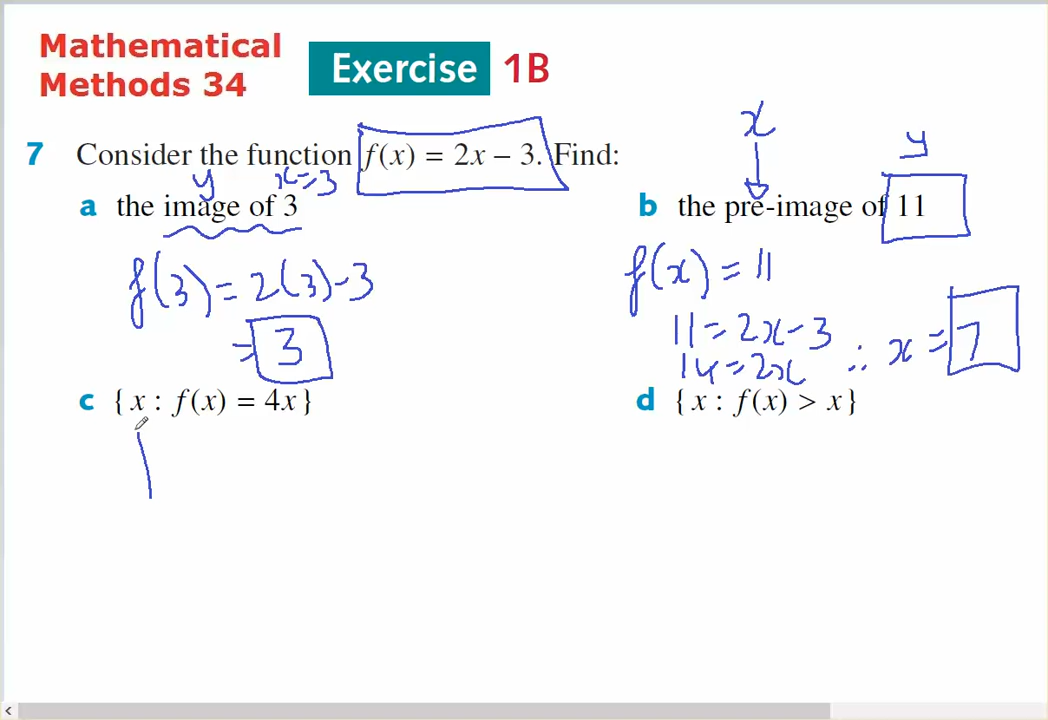 Mathematical
Methods 34
Exercise 1B
7 Consider the function f(x) = 2x − 3. Find:
y x=3
x
y
a the image of 3
b the pre-image of 11
f(3) = 2(3)-3
= 3
f(x) = 11
11 = 2x - 3
14 = 2x ∴ x = 7
c { x : f(x) = 4x }
d { x : f(x) > x }